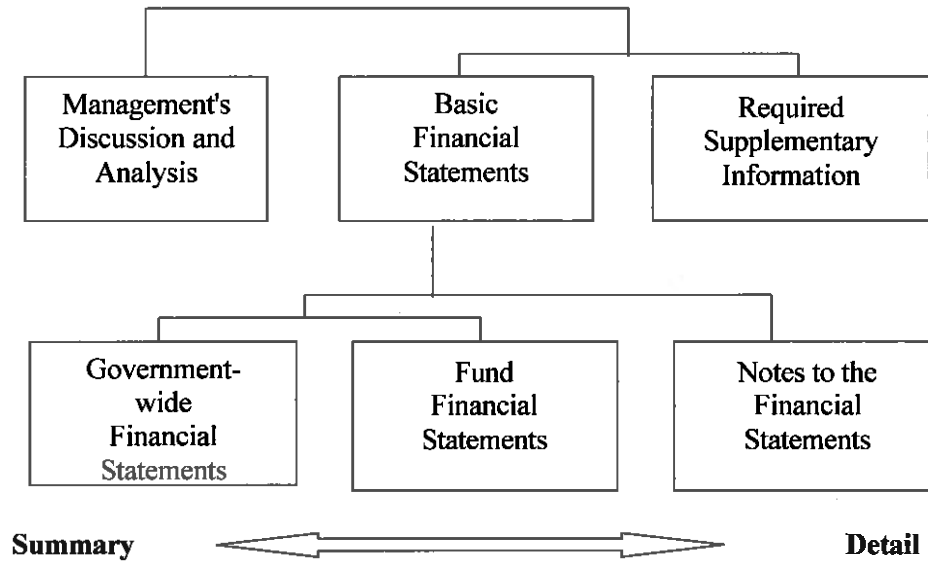 Management's
Discussion and
Analysis
Basic
Financial
Statements
Required
Supplementary
Information
Government-
wide
Financial
Statements
Fund
Financial
Statements
Notes to the
Financial
Statements
Summary
Detail